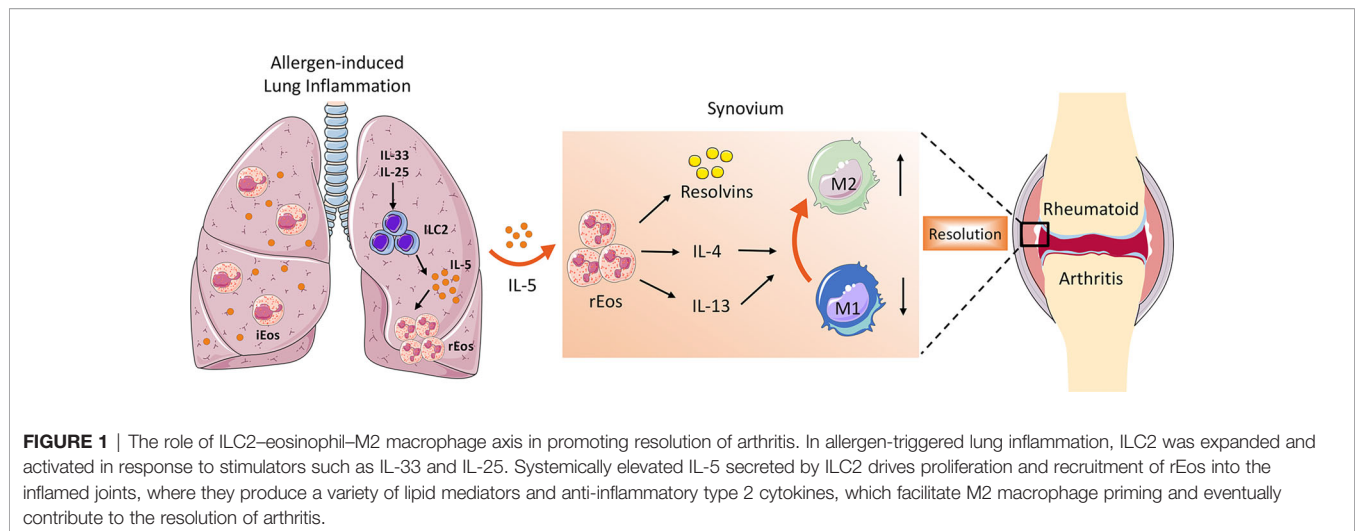 Allergen-induced
Lung Inflammation
IL-33
IL-25
ILC2
IL-5
iEos
rEos
IL-5
Synovium
Resolvins
rEos
IL-4
IL-13
M2
M1
Resolution
Rheumatoid
Arthritis
FIGURE 1 | The role of ILC2–eosinophil–M2 macrophage axis in promoting resolution of arthritis. In allergen-triggered lung inflammation, ILC2 was expanded and
activated in response to stimulators such as IL-33 and IL-25. Systemically elevated IL-5 secreted by ILC2 drives proliferation and recruitment of rEos into the
inflamed joints, where they produce a variety of lipid mediators and anti-inflammatory type 2 cytokines, which facilitate M2 macrophage priming and eventually
contribute to the resolution of arthritis.